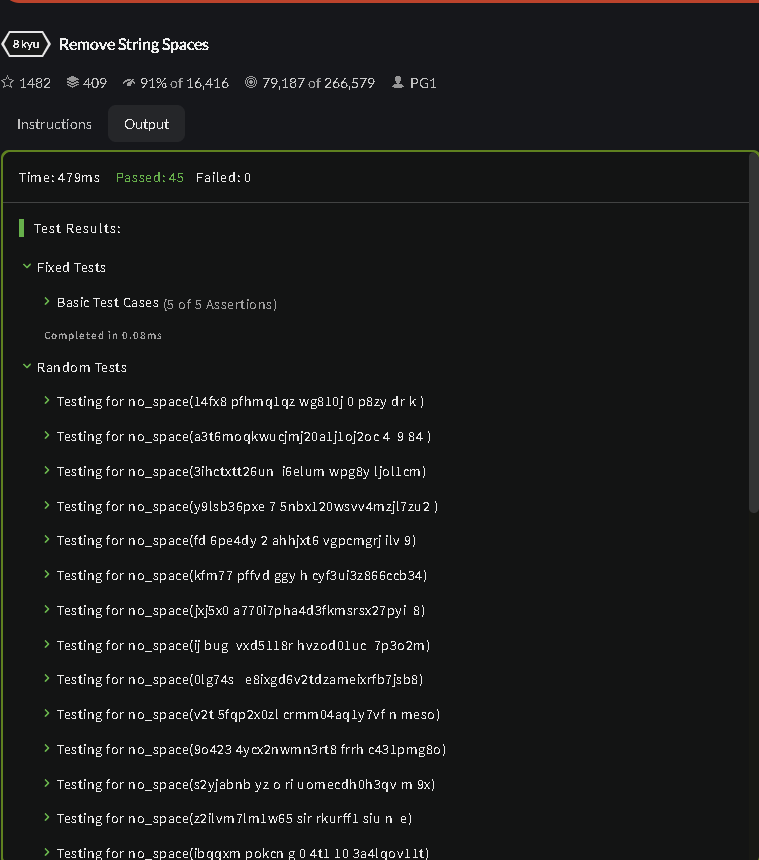 8 kyu Remove String Spaces
1482 409 91% of 16,416 79,187 of 266,579 PG1
Instructions Output
Time: 479ms Passed: 45 Failed: 0
Test Results:
Fixed Tests
Basic Test Cases (5 of 5 Assertions)
Completed in 0.08ms
Random Tests
Testing for no_space(14fx8 pfhmq1qz wg810j 0 p8zy dr k )
Testing for no_space(a3t6moqkwucjmj20a1j1oj2oc 4  9 84 )
Testing for no_space(3ihctxtt26un  i6elum wpg8y ljol1cm)
Testing for no_space(y9lsb36pxe 7 5nbx120wsvv4mzjl7zu2 )
Testing for no_space(fd 6pe4dy 2 ahhjxt6 vgpcmgrj ilv 9)
Testing for no_space(kfm77 pffvd ggy h cyf3ui3z866ccb34)
Testing for no_space(jxj5x0 a770i7pha4d3fkmsrsx27pyi  8)
Testing for no_space(ij bug  vxd5118r hvzod01uc  7p3o2m)
Testing for no_space(0lg74s   e8ixgd6v2tdzameixrfb7jsb8)
Testing for no_space(v2t 5fqp2x0zl crmm04aq1y7vf n meso)
Testing for no_space(9o423 4ycx2nwmn3rt8 frrh c431pmg8o)
Testing for no_space(s2yjabnb yz o ri uomecdh0h3qv m 9x)
Testing for no_space(z2ilvm7lm1w65 sir rkurff1 siu n  e)
Testing for no_space(ibqqxm pokcn g 0 4t1 10 3a4lqov11t)